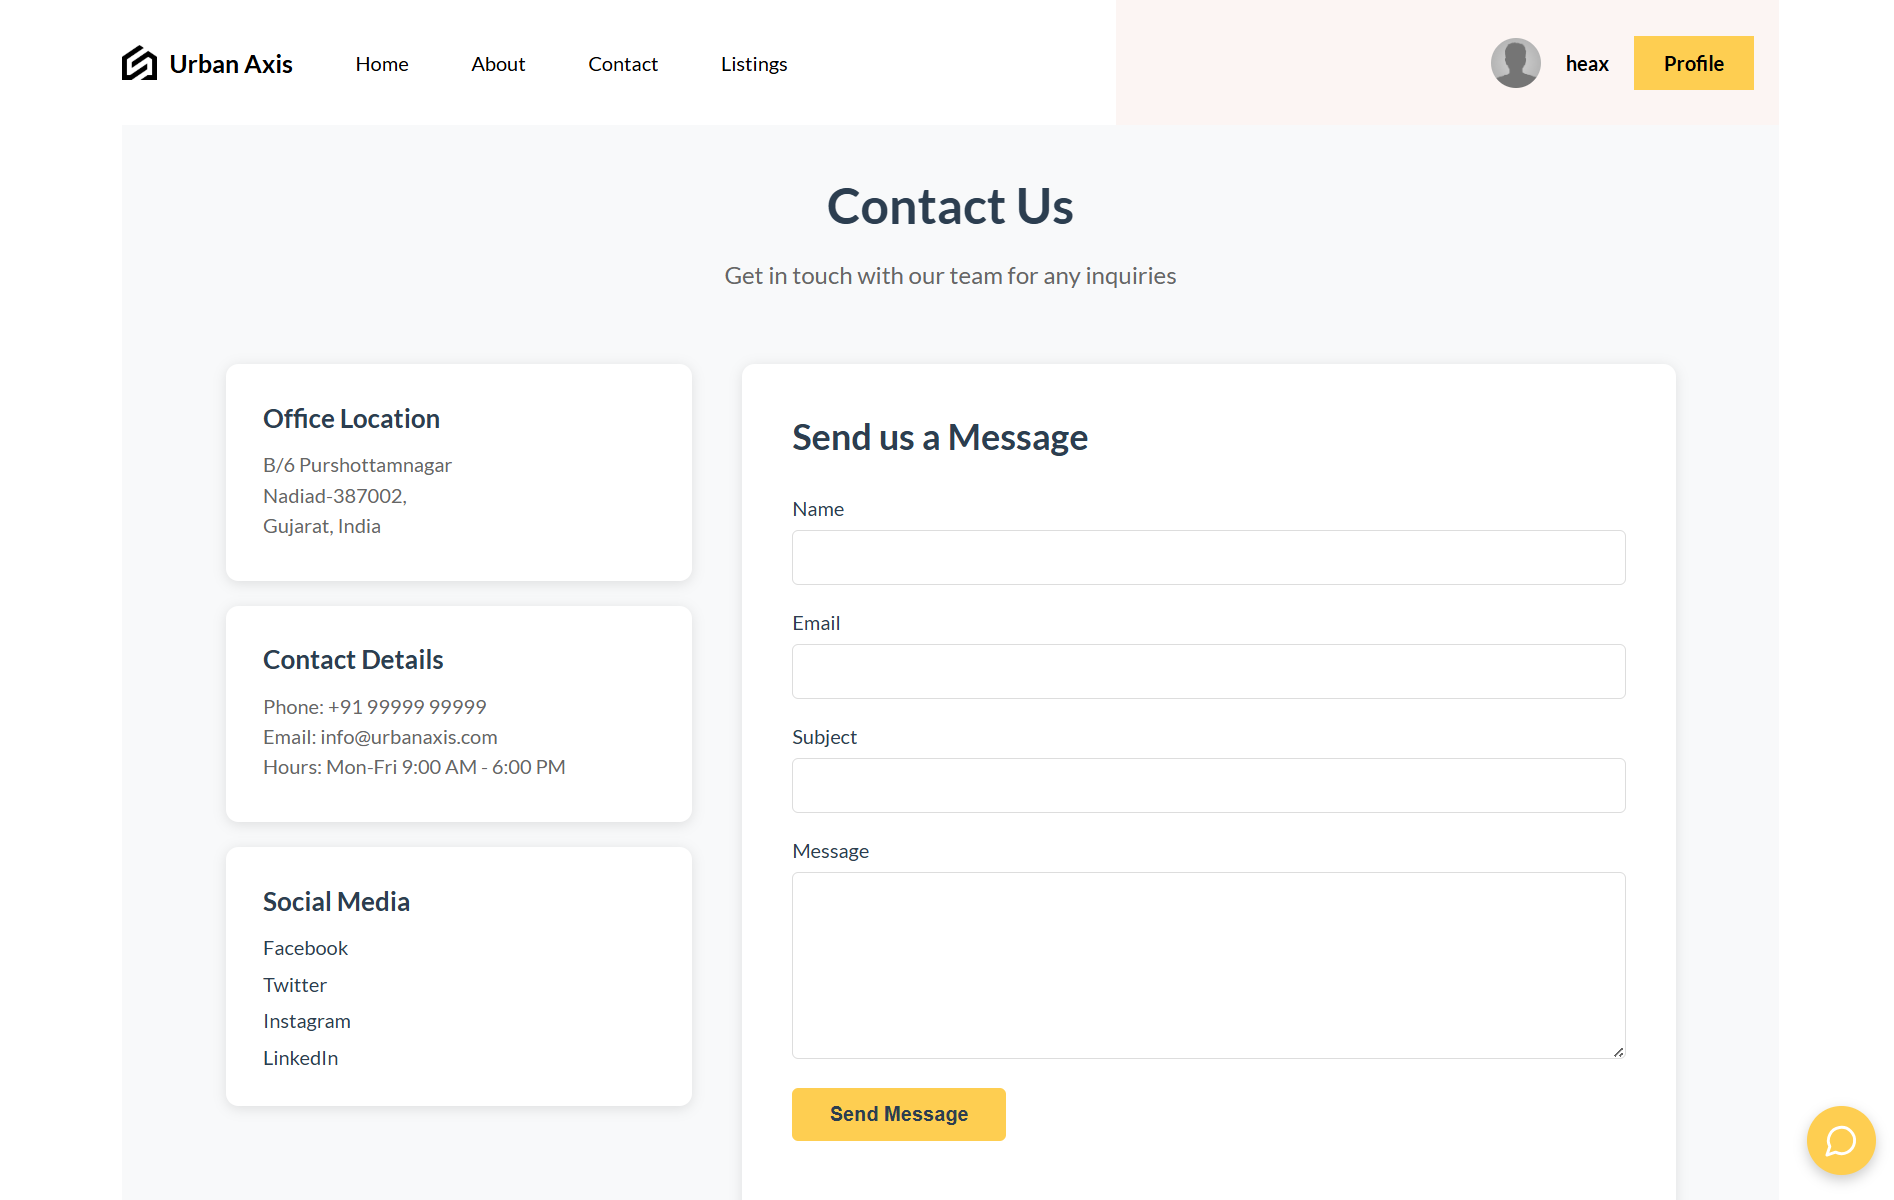 Urban Axis
Home
About
Contact
Listings
heax
Profile
Contact Us
Get in touch with our team for any inquiries
Office Location
B/6 Purshottamnagar
Nadiad-387002,
Gujarat, India
Contact Details
Phone: +91 99999 99999
Email: info@urbanaxis.com
Hours: Mon-Fri 9:00 AM - 6:00 PM
Social Media
Facebook
Twitter
Instagram
LinkedIn
Send us a Message
Name
Email
Subject
Message
Send Message